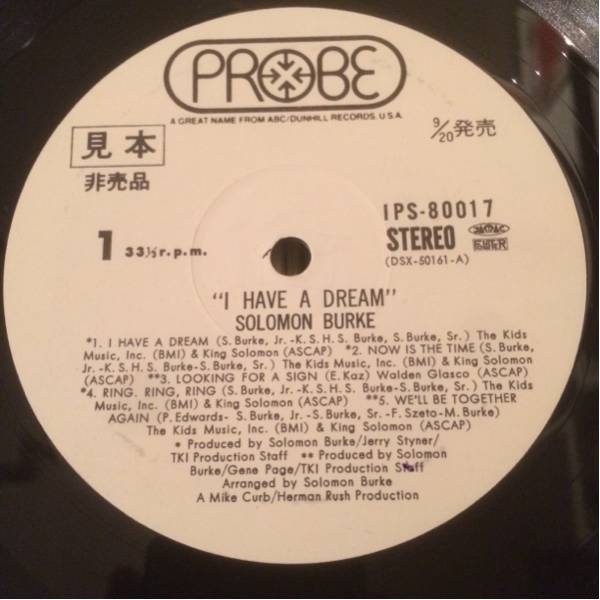 PROBE
A GREAT NAME FROM ABC/DUNHILL RECORDS. U.S.A.
見本
非売品
9/20発売
1 33⅓ r.p.m.
IPS-80017
STEREO
(DSX-50161-A)
"I HAVE A DREAM"
SOLOMON BURKE
*1. I HAVE A DREAM (S. Burke, Jr.-K. S. H. S. Burke, S. Burke, Sr.) The Kids
Music, Inc. (BMI) & King Solomon (ASCAP) *2. NOW IS THE TIME (S. Burke,
Jr. -K. S. H. S. Burke-S. Burke, Sr.) The Kids Music, Inc. (BMI) & King Solomon
(ASCAP) **3. LOOKING FOR A SIGN (E. Kaz) Walden Glasco (ASCAP)
*4. RING. RING, RING (S. Burke, Jr.-K. S. H. S. Burke-S. Burke, Sr.) The Kids
Music, Inc. (BMI) & King Solomon (ASCAP) **5. WE'LL BE TOGETHER
AGAIN (P. Edwards- S. Burke, Jr. -S. Burke, Sr. -F. Szeto-M. Burke)
The Kids Music, Inc. (BMI) & King Solomon (ASCAP)
* Produced by Solomon Burke/Jerry Styner/
TKI Production Staff ** Produced by Solomon
Burke/Gene Page/TKI Production Staff
Arranged by Solomon Burke
A Mike Curb/Herman Rush Production